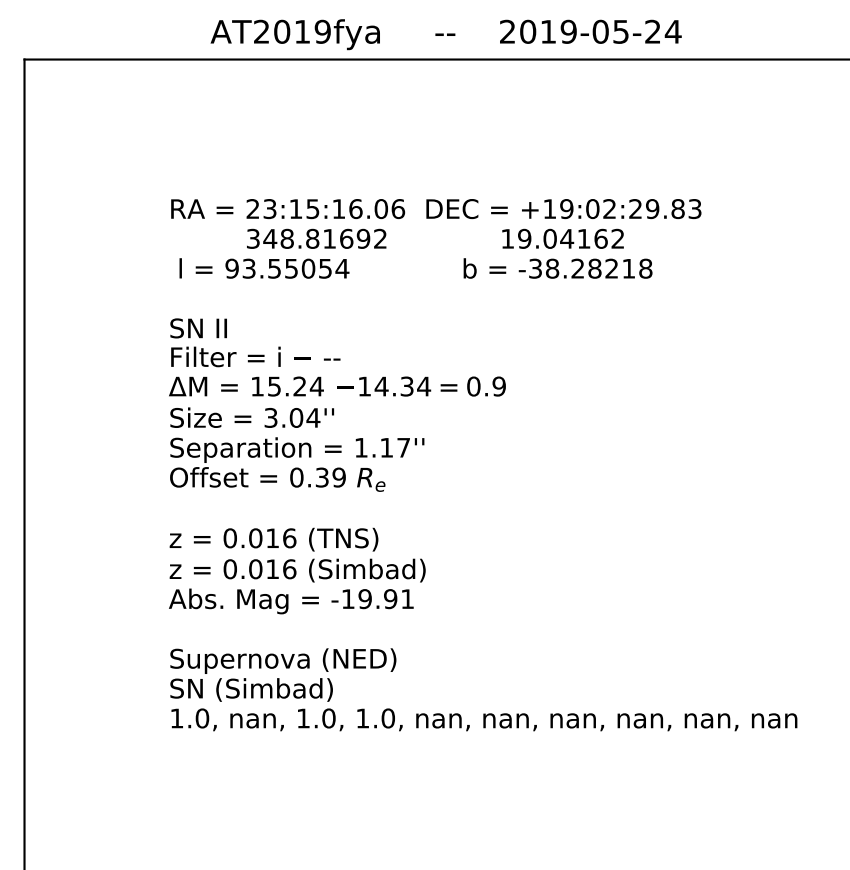 AT2019fya -- 2019-05-24
RA = 23:15:16.06 DEC = +19:02:29.83
348.81692 19.04162
l = 93.55054 b = -38.28218
SN II
Filter = i − --
ΔM = 15.24 −14.34 = 0.9
Size = 3.04''
Separation = 1.17''
Offset = 0.39 Rₑ
z = 0.016 (TNS)
z = 0.016 (Simbad)
Abs. Mag = -19.91
Supernova (NED)
SN (Simbad)
1.0, nan, 1.0, 1.0, nan, nan, nan, nan, nan, nan